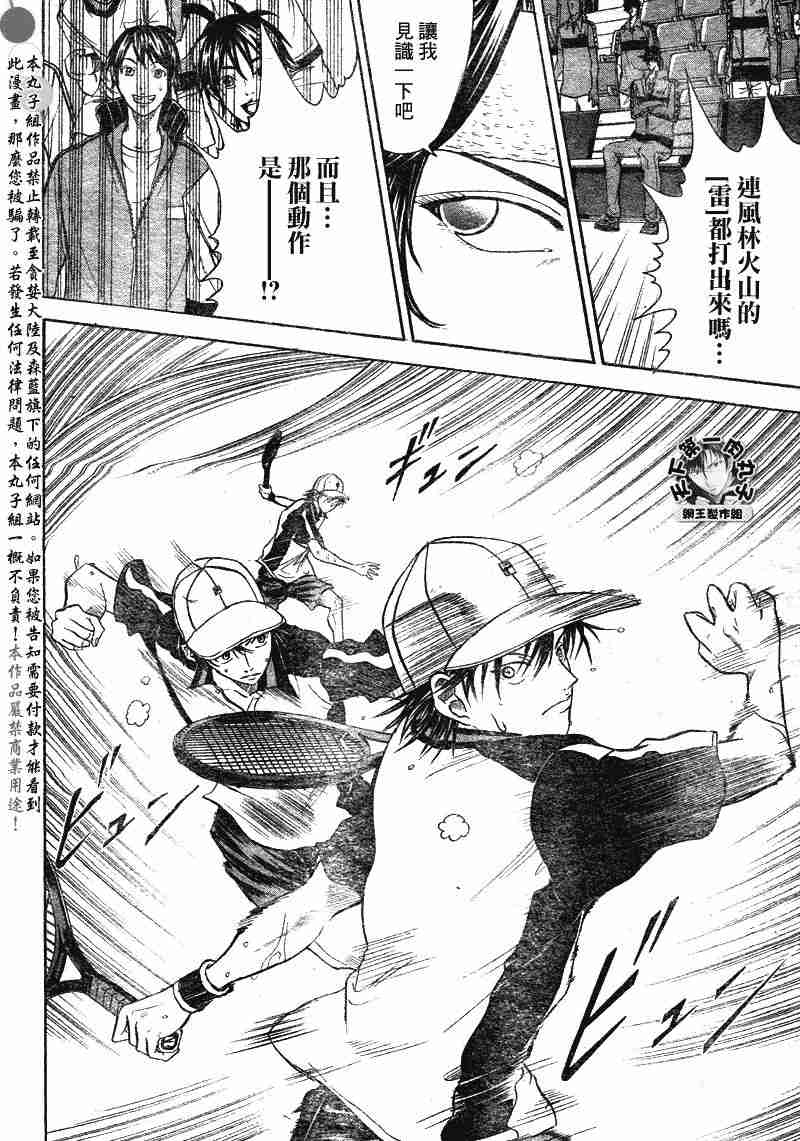 連風林火山的
[雷]都打出來嗎…
讓我
見識一下吧
而且…
那個動作
是——!?
ギュン
天下第一
網王製作組
ビュン
ビュン
本丸子組作品禁止轉載至貪婪大陸及森藍旗下的任何網站。如果您被告知需要付款才能看到
此漫畫，那麼您被騙了。若發生任何法律問題，本丸子組一概不負責！本作品嚴禁商業用途！